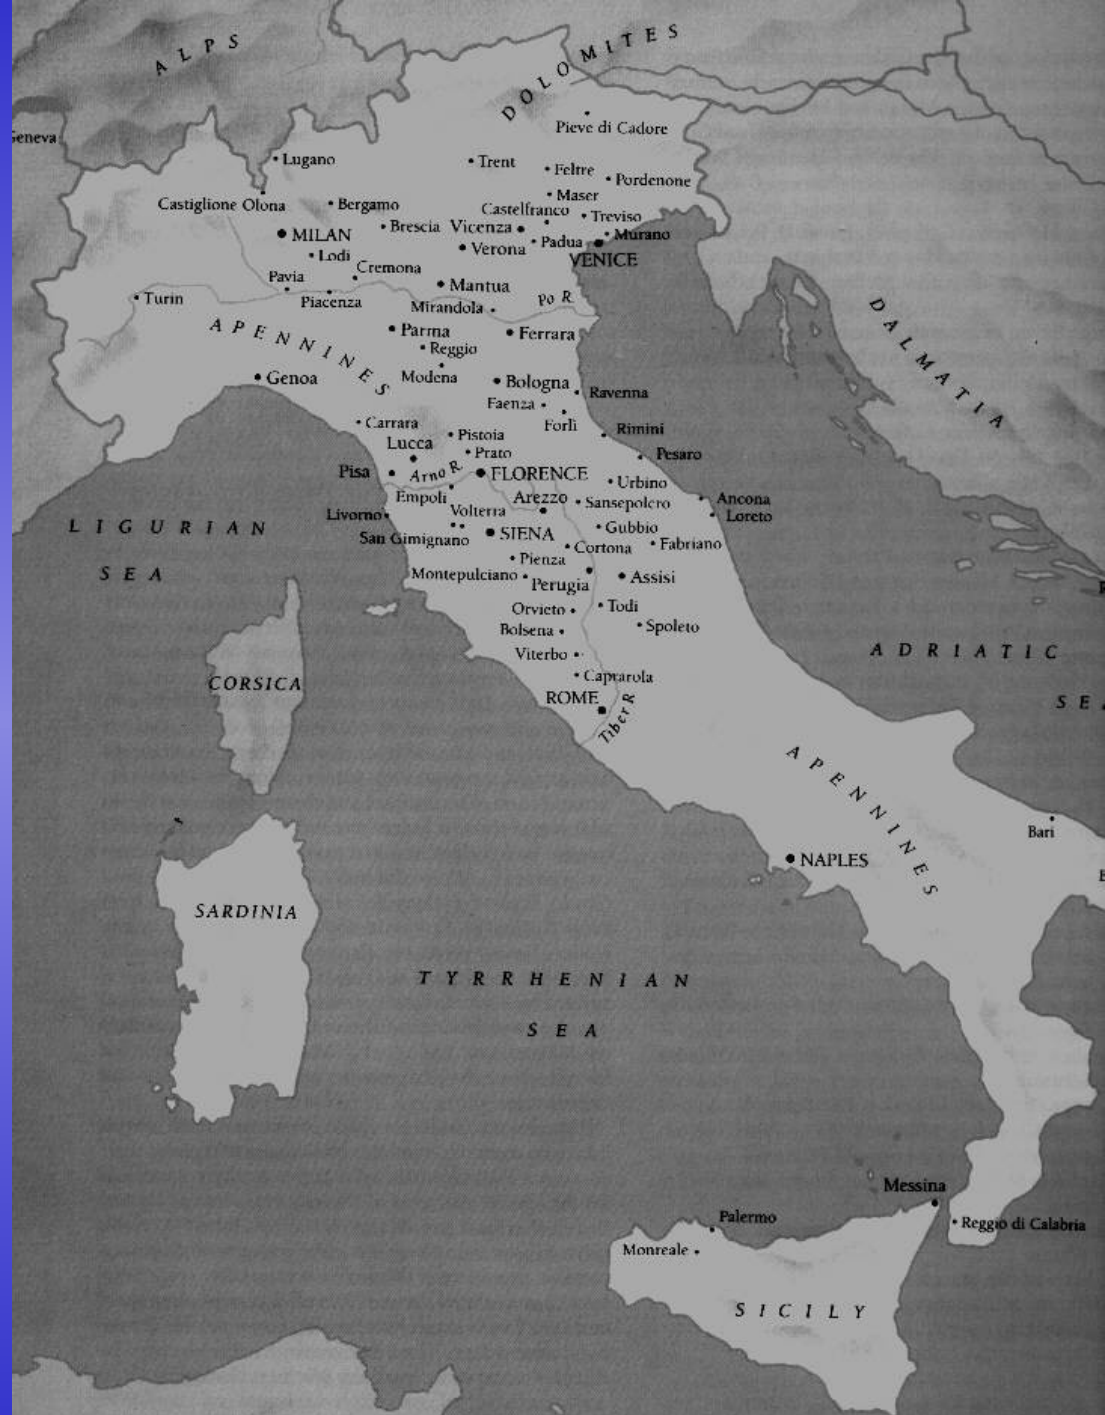 ALPS
DOLOMITES
Geneva
Pieve di Cadore
Lugano
Trent
Feltre
Pordenone
Maser
Castiglione Olona
Bergamo
Castelfranco
Treviso
Brescia
Vicenza
MILAN
Murano
Padua
Verona
Lodi
VENICE
Cremona
Pavia
Mantua
Turin
Piacenza
Mirandola
Po R.
DALMATIA
APENNINES
Parma
Ferrara
Reggio
Genoa
Modena
Bologna
Ravenna
Faenza
Carrara
Forlì
Rimini
Lucca
Pistoia
Prato
Pesaro
Pisa
Arno R.
FLORENCE
Urbino
Empoli
Arezzo
Sansepolcro
Ancona
Livorno
Volterra
Loreto
LIGURIAN
SEA
San Gimignano
SIENA
Gubbio
Cortona
Fabriano
Pienza
Montepulciano
Perugia
Assisi
Orvieto
Todi
Bolsena
Spoleto
Viterbo
ADRIATIC
CORSICA
Caprarola
ROME
Tiber R.
APENNINES
Bari
NAPLES
SARDINIA
TYRRHENIAN
SEA
Messina
Palermo
Reggio di Calabria
Monreale
SICILY